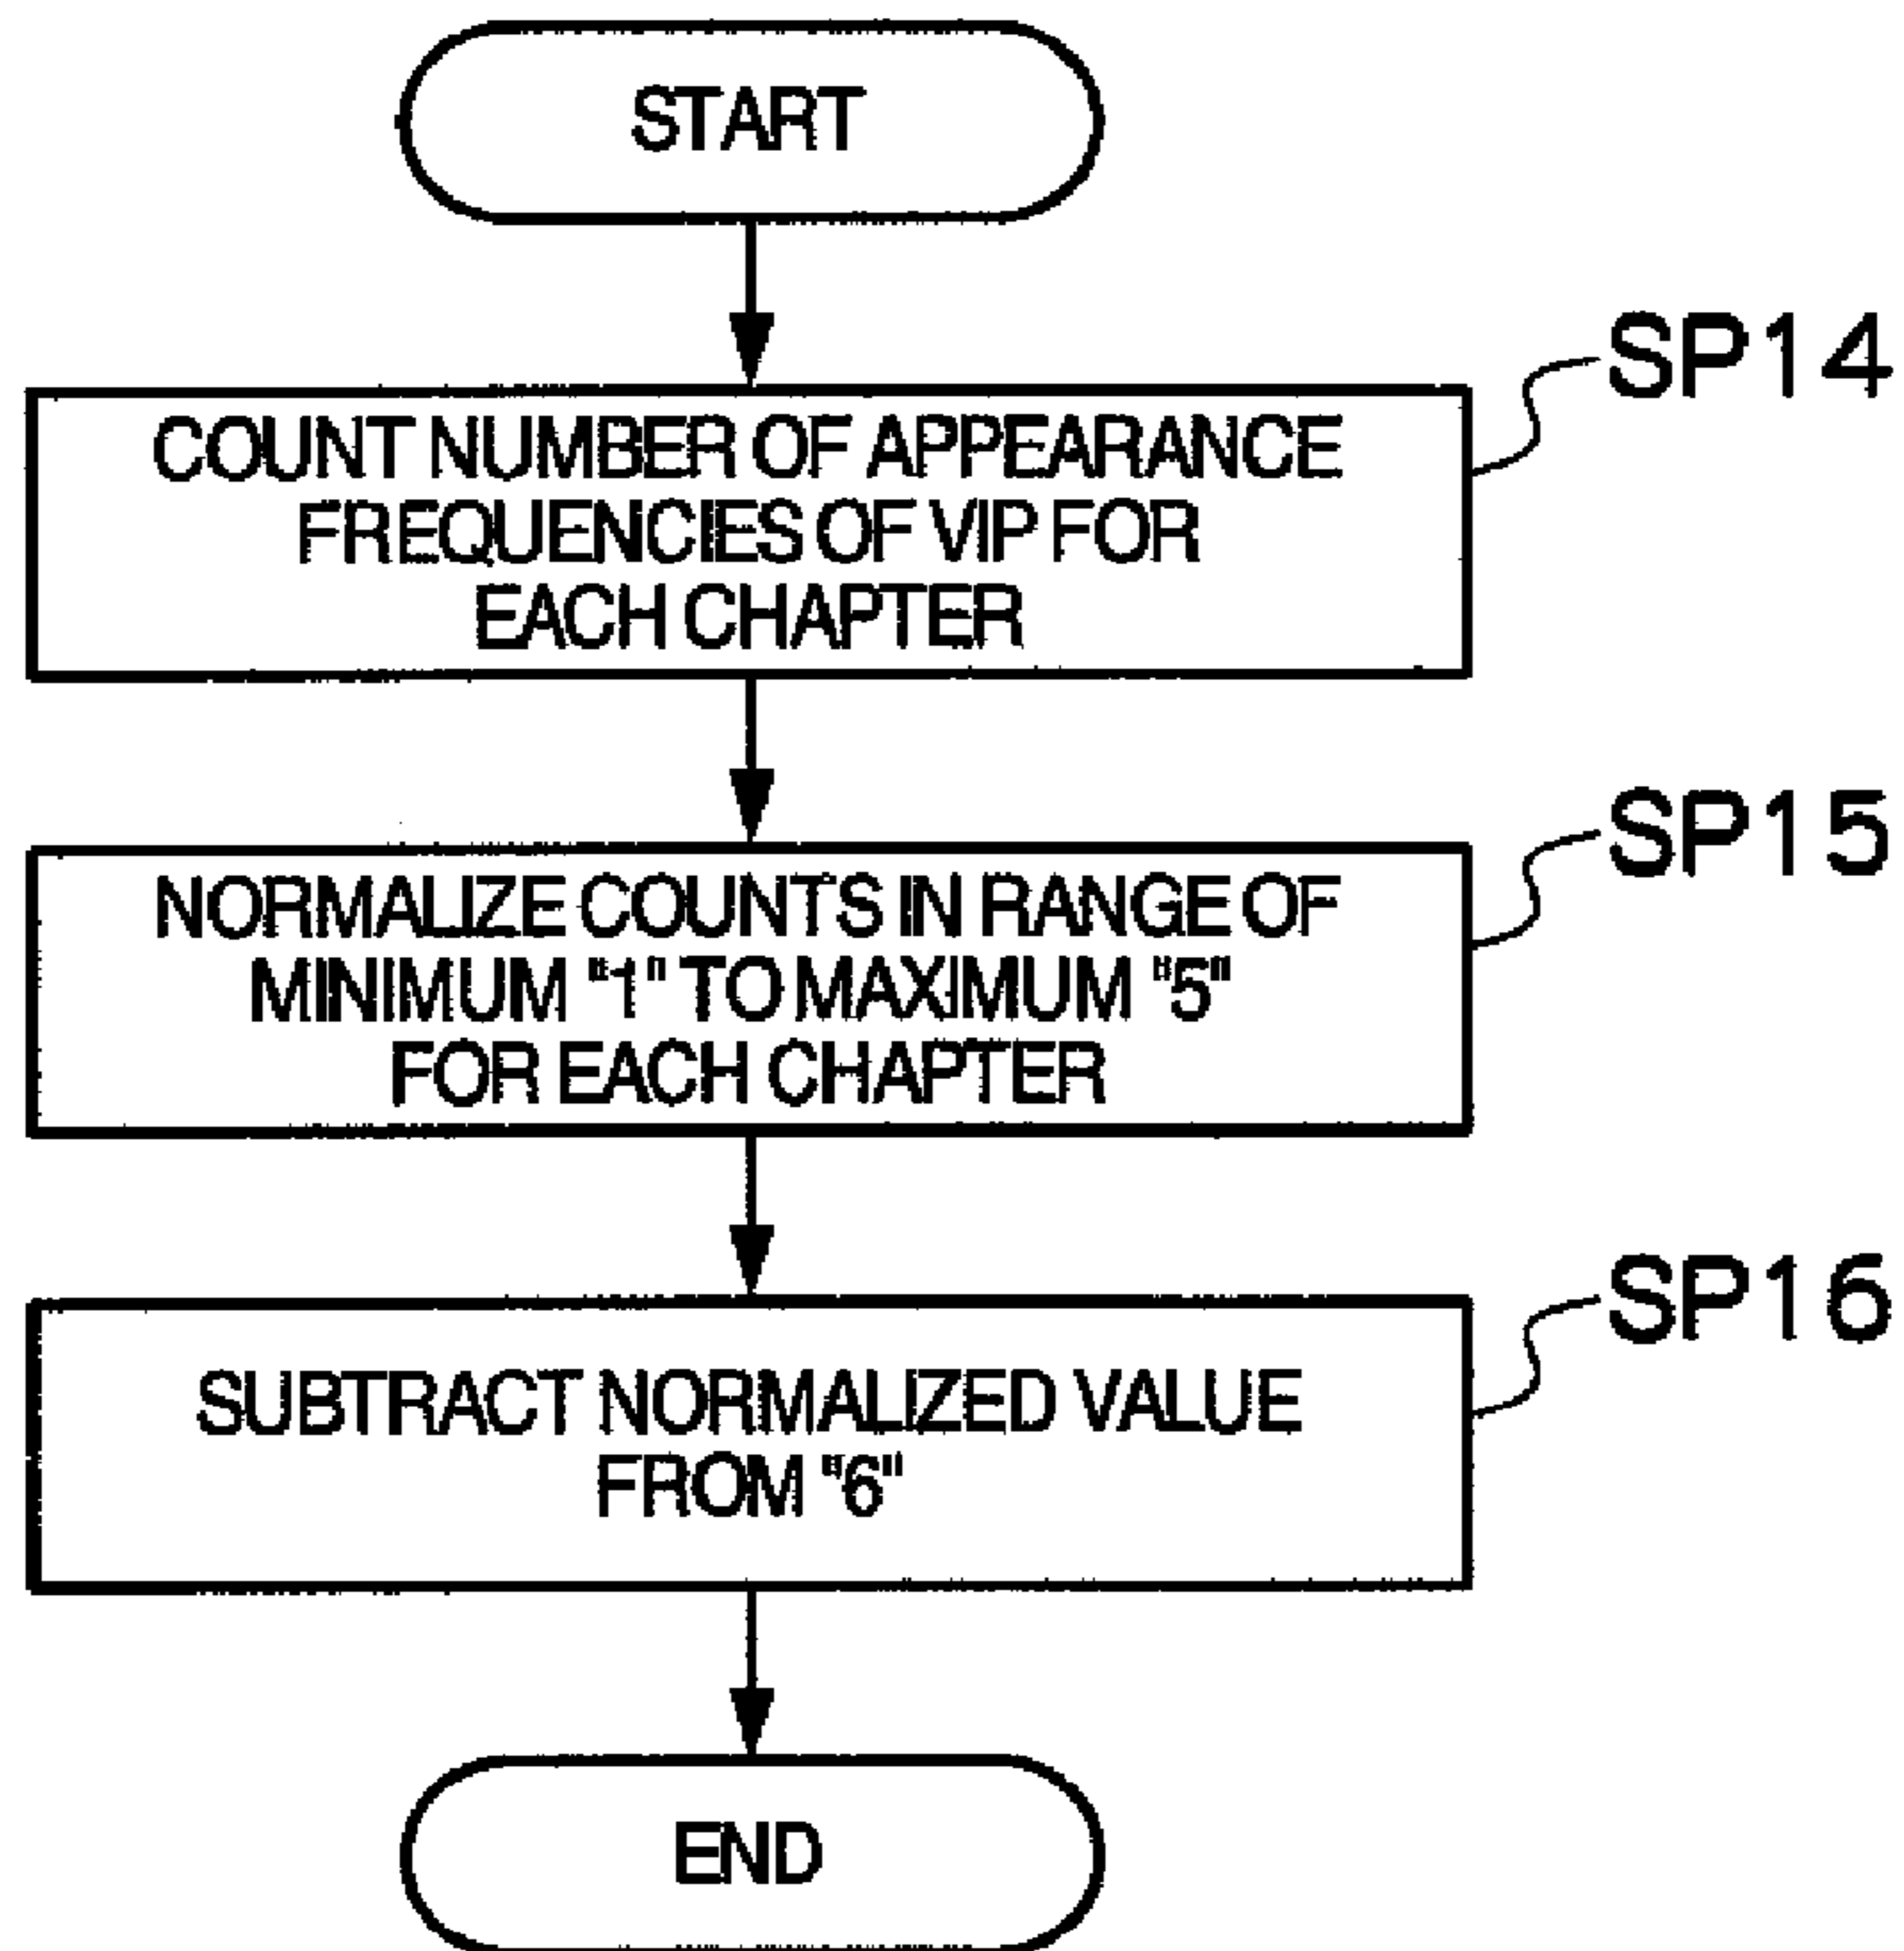 START
SP14
COUNT NUMBER OF APPEARANCE
FREQUENCIES OF VIP FOR
EACH CHAPTER
SP15
NORMALIZE COUNTS IN RANGE OF
MINIMUM "1" TO MAXIMUM "5"
FOR EACH CHAPTER
SP16
SUBTRACT NORMALIZED VALUE
FROM "6"
END